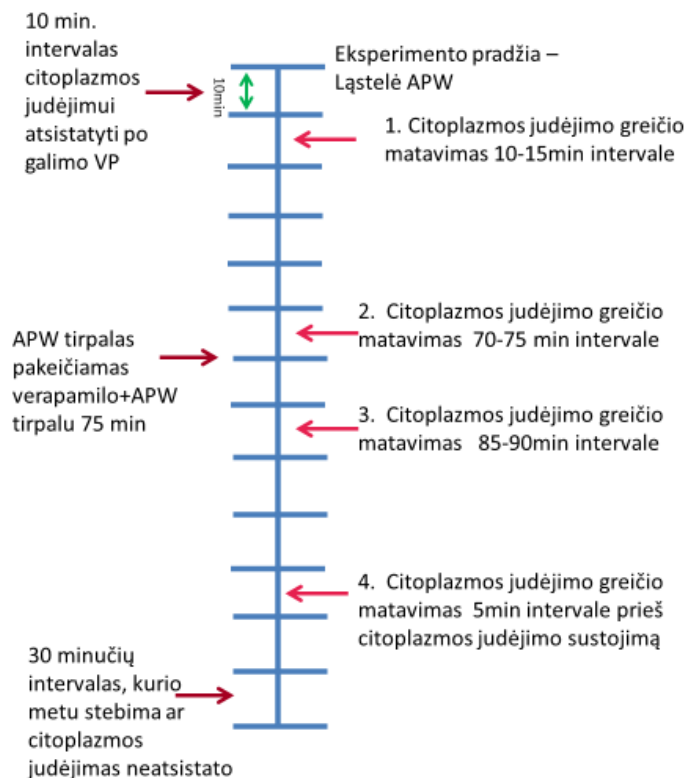 10 min.
intervalas
citoplazmos
judėjimui
atsistatyti po
galimo VP
10min
Eksperimento pradžia –
Ląstelė APW
1. Citoplazmos judėjimo greičio
matavimas 10-15min intervale
2. Citoplazmos judėjimo greičio
matavimas 70-75 min intervale
APW tirpalas
pakeičiamas
verapamilo+APW
tirpalu 75 min
3. Citoplazmos judėjimo greičio
matavimas 85-90min intervale
4. Citoplazmos judėjimo greičio
matavimas 5min intervale prieš
citoplazmos judėjimo sustojimą
30 minučių
intervalas, kurio
metu stebima ar
citoplazmos
judėjimas neatsistato